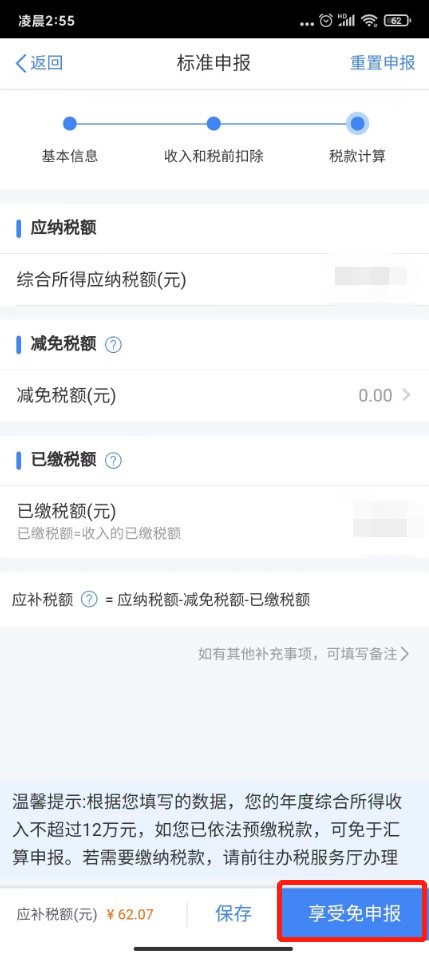 凌晨2:55
HD
62
返回
标准申报
重置申报
基本信息
收入和税前扣除
税款计算
应纳税额
综合所得应纳税额(元)
减免税额 ?
减免税额(元)
0.00
已缴税额 ?
已缴税额(元)
已缴税额=收入的已缴税额
应补税额 ? = 应纳税额-减免税额-已缴税额
如有其他补充事项，可填写备注
温馨提示:根据您填写的数据，您的年度综合所得收
入不超过12万元，如您已依法预缴税款，可免于汇
算申报。若需要缴纳税款，请前往办税服务厅办理
应补税额(元) ¥62.07
保存
享受免申报